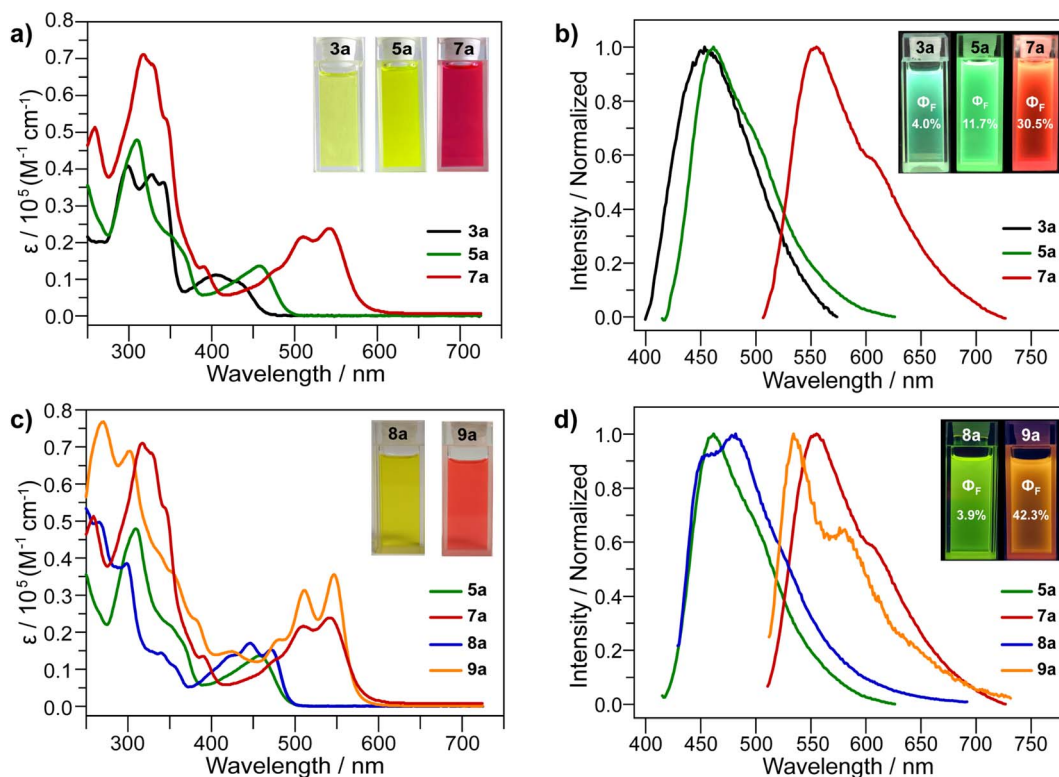 a)
0.8
0.7
0.6
0.5
0.4
0.3
0.2
0.1
0.0
ε / 10⁵ (M⁻¹ cm⁻¹)
3a
5a
7a
3a
5a
7a
300 400 500 600 700
Wavelength / nm
b)
1.0
0.8
0.6
0.4
0.2
0.0
Intensity / Normalized
3a
5a
7a
ΦF
4.0%
ΦF
11.7%
ΦF
30.5%
3a
5a
7a
400 450 500 550 600 650 700 750
Wavelength / nm
c)
0.8
0.7
0.6
0.5
0.4
0.3
0.2
0.1
0.0
ε / 10⁵ (M⁻¹ cm⁻¹)
8a
9a
5a
7a
8a
9a
300 400 500 600 700
Wavelength / nm
d)
1.0
0.8
0.6
0.4
0.2
0.0
Intensity / Normalized
8a
9a
ΦF
3.9%
ΦF
42.3%
5a
7a
8a
9a
400 450 500 550 600 650 700 750
Wavelength / nm